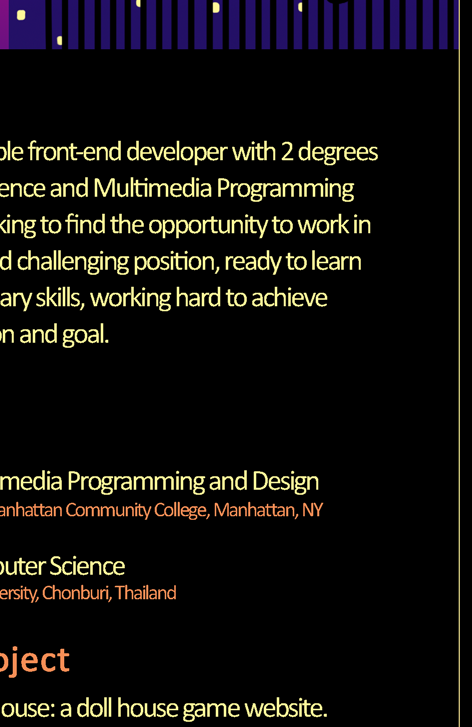 ble front-end developer with 2 degrees
ence and Multimedia Programming
king to find the opportunity to work in
d challenging position, ready to learn
ary skills, working hard to achieve
on and goal.
media Programming and Design
anhattan Community College, Manhattan, NY
puter Science
ersity, Chonburi, Thailand
oject
ouse: a doll house game website.